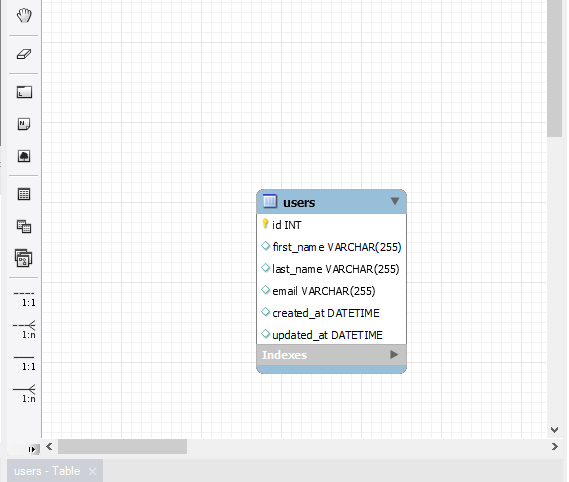 L
N
users
id INT
first_name VARCHAR(255)
last_name VARCHAR(255)
email VARCHAR(255)
created_at DATETIME
updated_at DATETIME
Indexes
1:1
1:n
1:1
1:n
users - Table